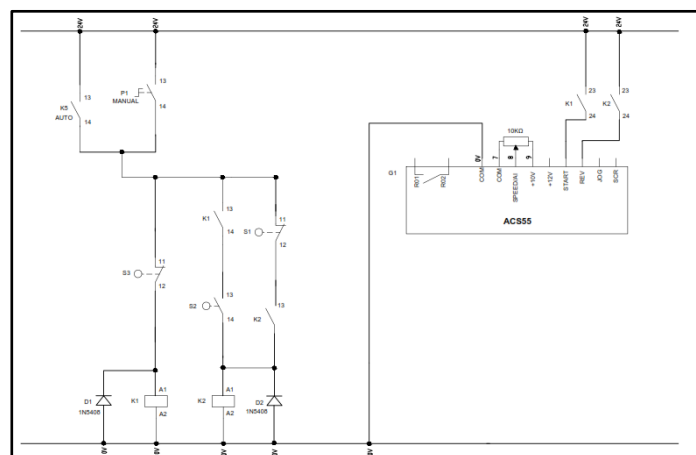 24V
24V
24V
24V
K5
AUTO
13
14
P1
MANUAL
13
14
K1
23
24
K2
23
24
10KΩ
0V
7
8
9
G1
R01
R02
COM
COM
SPEED/AI
+10V
+12V
START
REV
JOG
SCR
ACS55
K1
13
14
S1
11
12
S3
11
12
S2
13
14
K2
13
D1
1N5408
K1
A1
A2
K2
A1
A2
D2
1N5408
0V
0V
0V
0V
0V